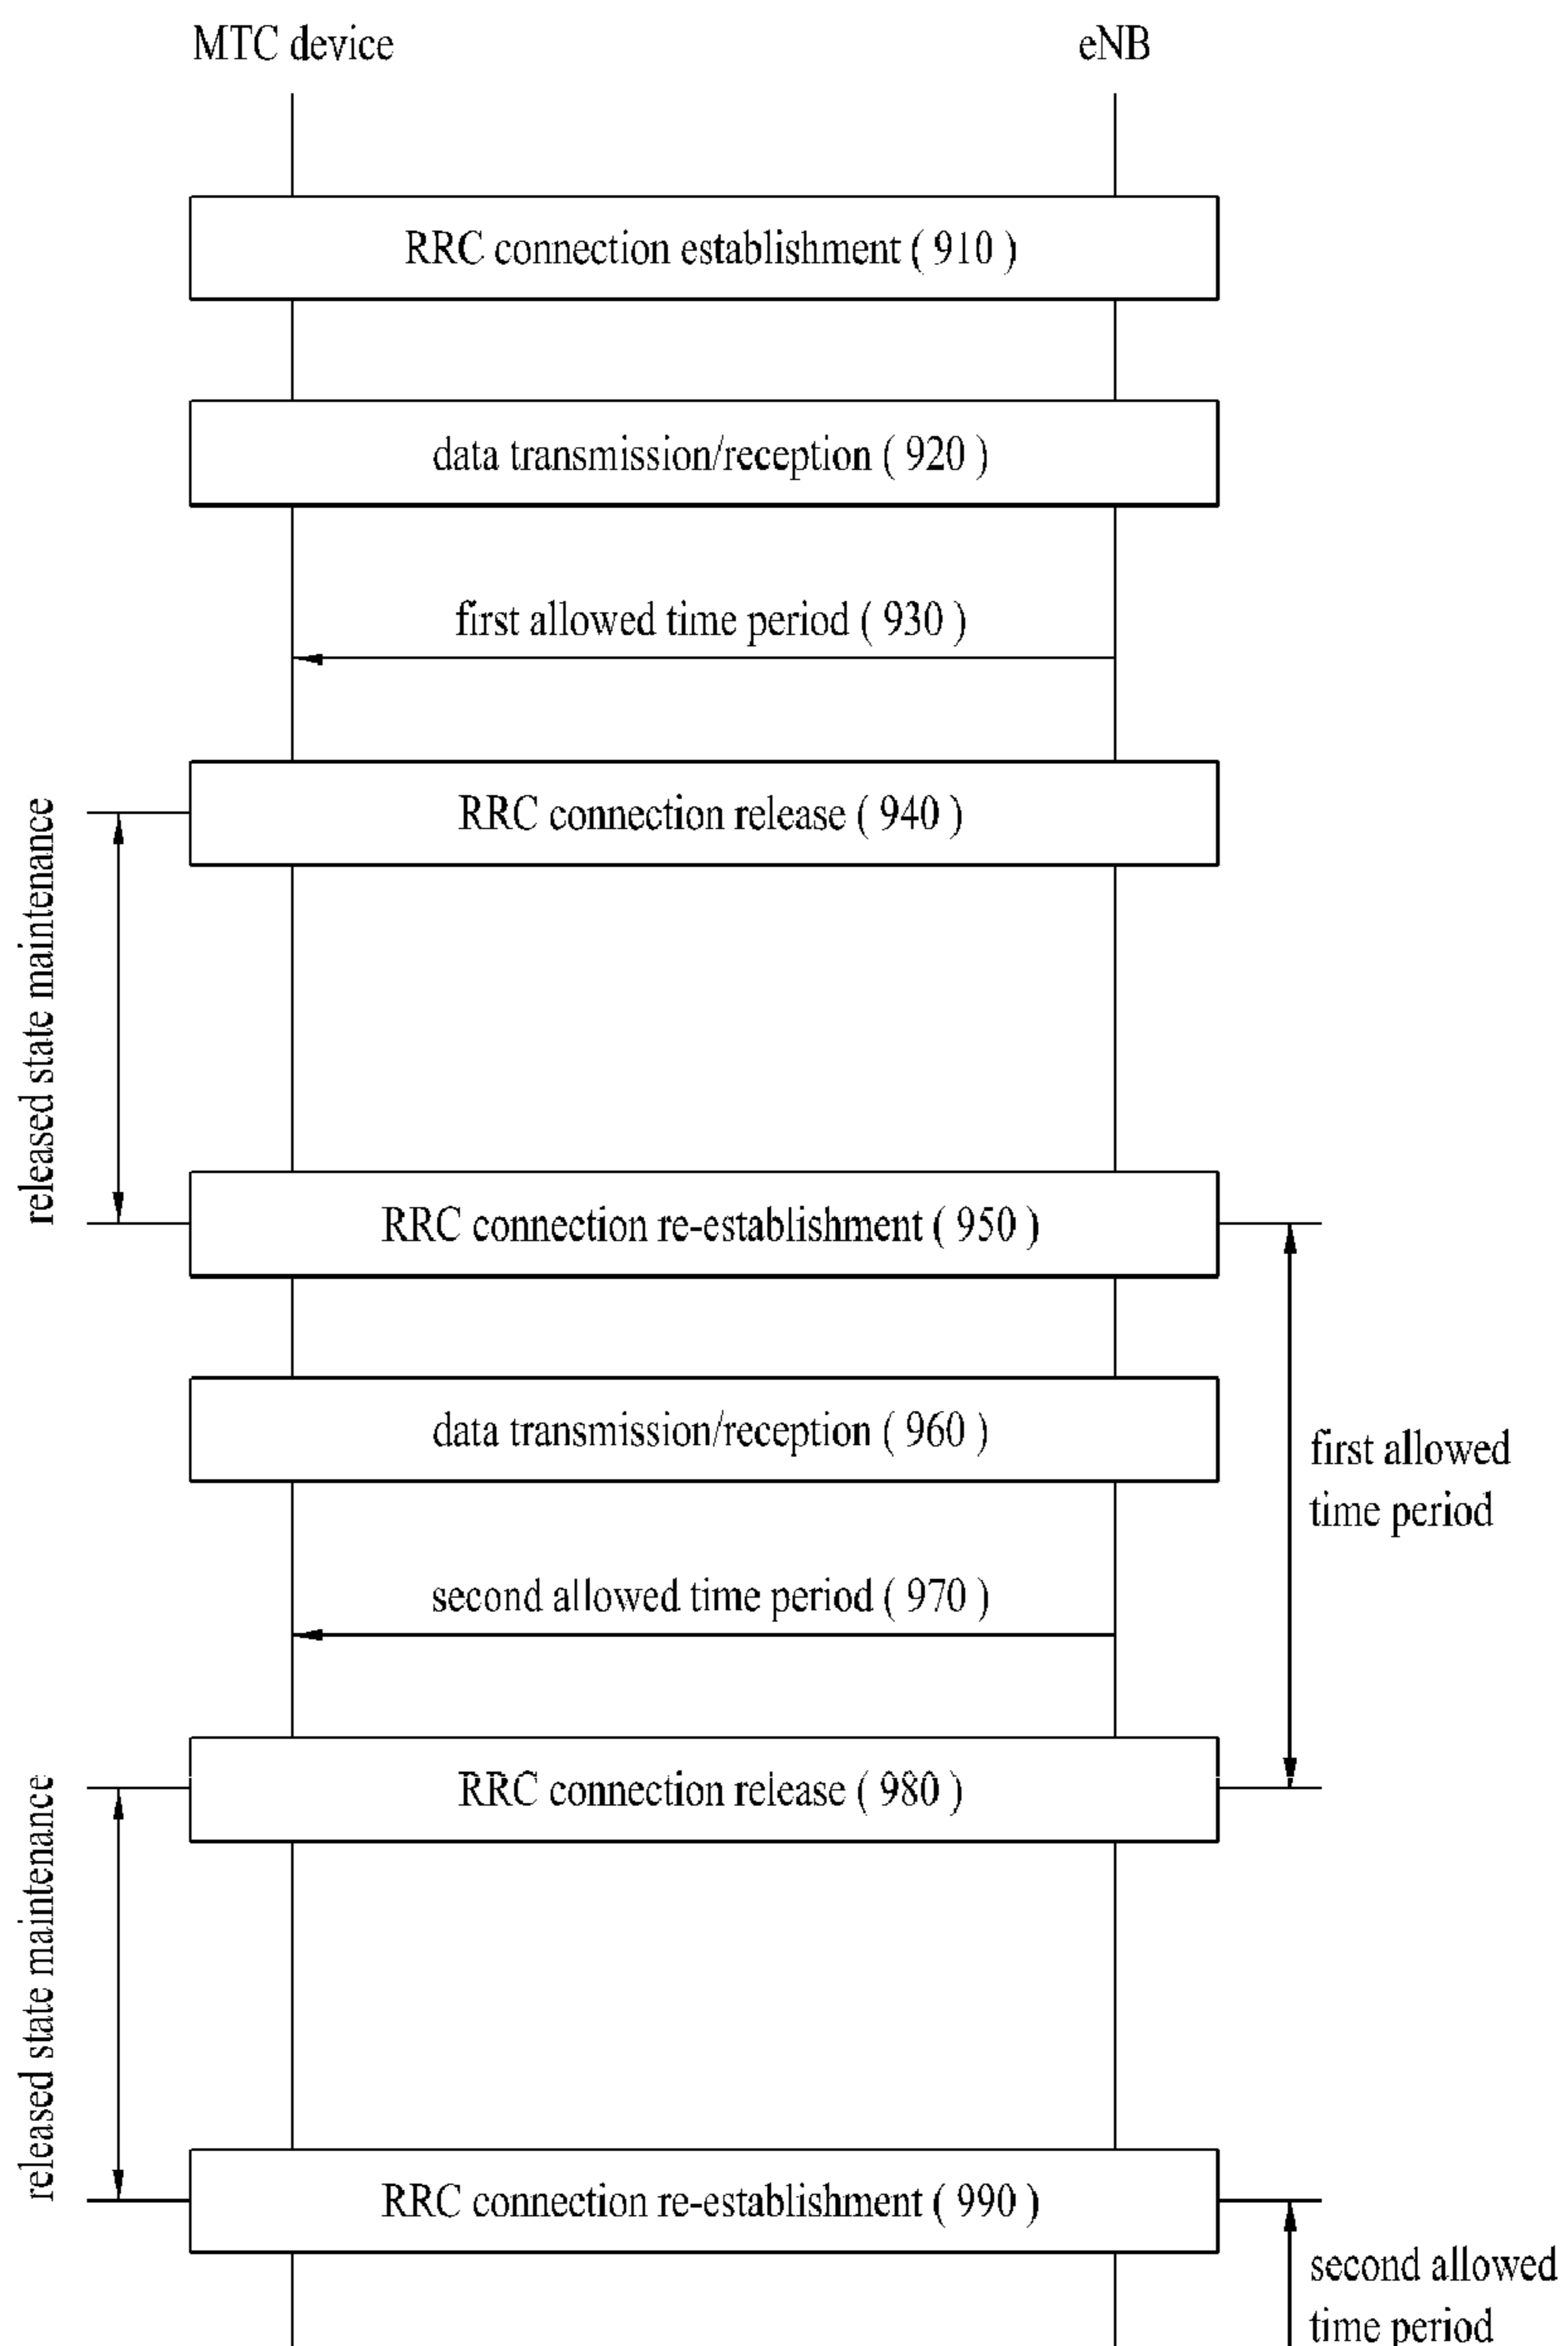 MTC device
eNB
RRC connection establishment ( 910 )
data transmission/reception ( 920 )
first allowed time period ( 930 )
RRC connection release ( 940 )
released state maintenance
RRC connection re-establishment ( 950 )
data transmission/reception ( 960 )
first allowed
time period
second allowed time period ( 970 )
RRC connection release ( 980 )
released state maintenance
RRC connection re-establishment ( 990 )
second allowed
time period